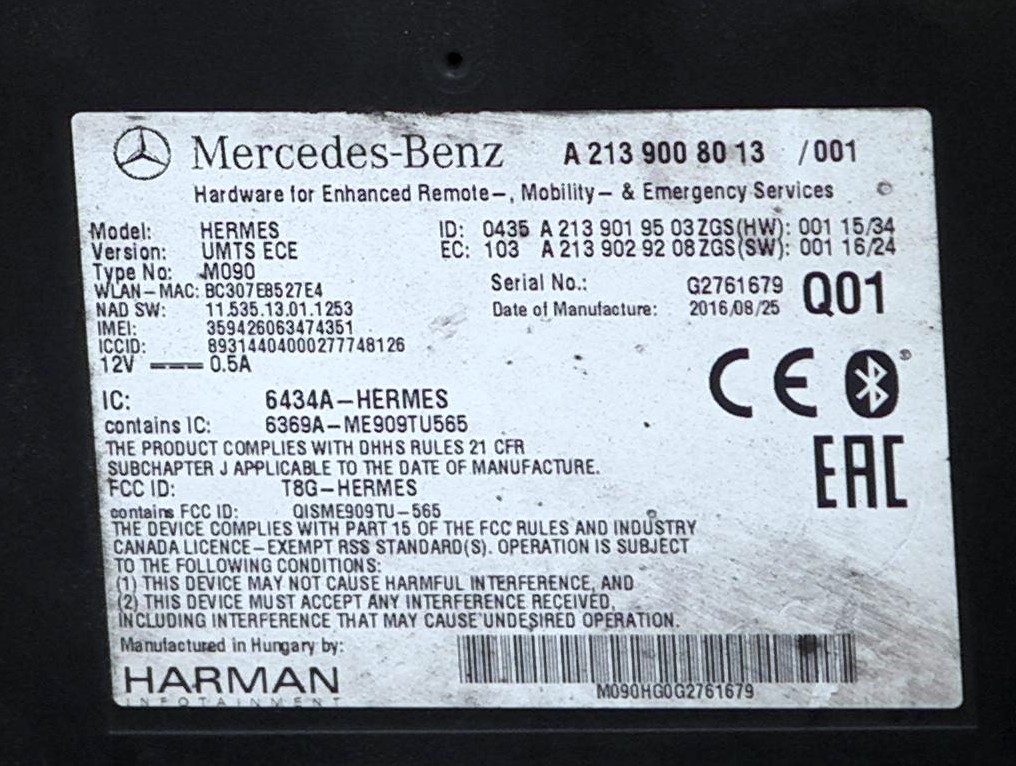 Mercedes-Benz A 213 900 80 13 /001
Hardware for Enhanced Remote-, Mobility- & Emergency Services
Model: HERMES ID: 0435 A 213 901 95 03 ZGS(HW): 001 15/34
Version: UMTS ECE EC: 103 A 213 902 92 08 ZGS(SW): 001 16/24
Type No: M090
WLAN-MAC: BC307E8527E4 Serial No.: G2761679 Q01
NAD SW: 11.535.13.01.1253 Date of Manufacture: 2016/08/25
IMEI: 359426063474351
ICCID: 89314404000277748126
12V 0.5A
IC: 6434A-HERMES CE
contains IC: 6369A-ME909TU565
THE PRODUCT COMPLIES WITH DHHS RULES 21 CFR
SUBCHAPTER J APPLICABLE TO THE DATE OF MANUFACTURE. EAC
FCC ID: T8G-HERMES
contains FCC ID: QISME909TU-565
THE DEVICE COMPLIES WITH PART 15 OF THE FCC RULES AND INDUSTRY
CANADA LICENCE-EXEMPT RSS STANDARD(S). OPERATION IS SUBJECT
TO THE FOLLOWING CONDITIONS:
(1) THIS DEVICE MAY NOT CAUSE HARMFUL INTERFERENCE, AND
(2) THIS DEVICE MUST ACCEPT ANY INTERFERENCE RECEIVED,
INCLUDING INTERFERENCE THAT MAY CAUSE UNDESIRED OPERATION.
Manufactured in Hungary by:
HARMAN
INFOTAINMENT
M090HG0G2761679